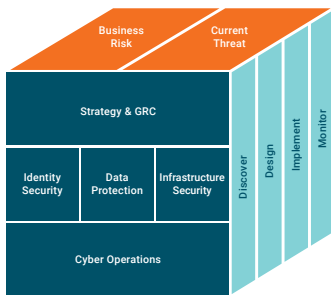 Business
Risk
Current
Threat
Strategy & GRC
Identity
Security
Data
Protection
Infrastructure
Security
Cyber Operations
Discover
Design
Implement
Monitor